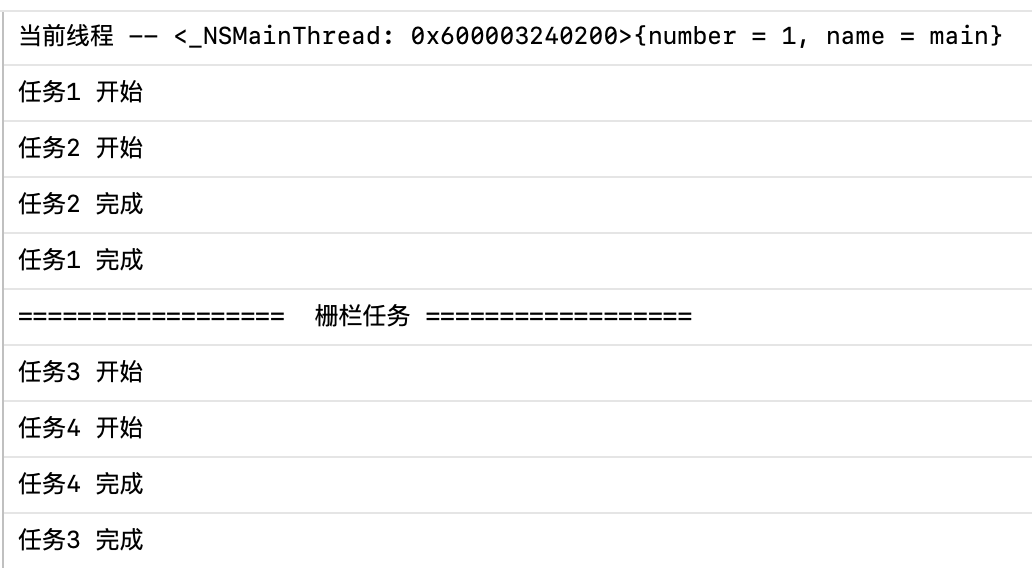 当前线程 -- <_NSMainThread: 0x600003240200>{number = 1, name = main}
任务1 开始
任务2 开始
任务2 完成
任务1 完成
==================  栅栏任务 ==================
任务3 开始
任务4 开始
任务4 完成
任务3 完成